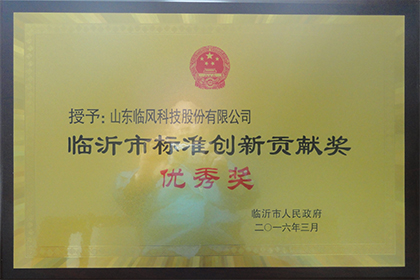 授予:山东临风科技股份有限公司
临沂市标准创新贡献奖
优秀奖
临沂市人民政府
二〇一六年三月